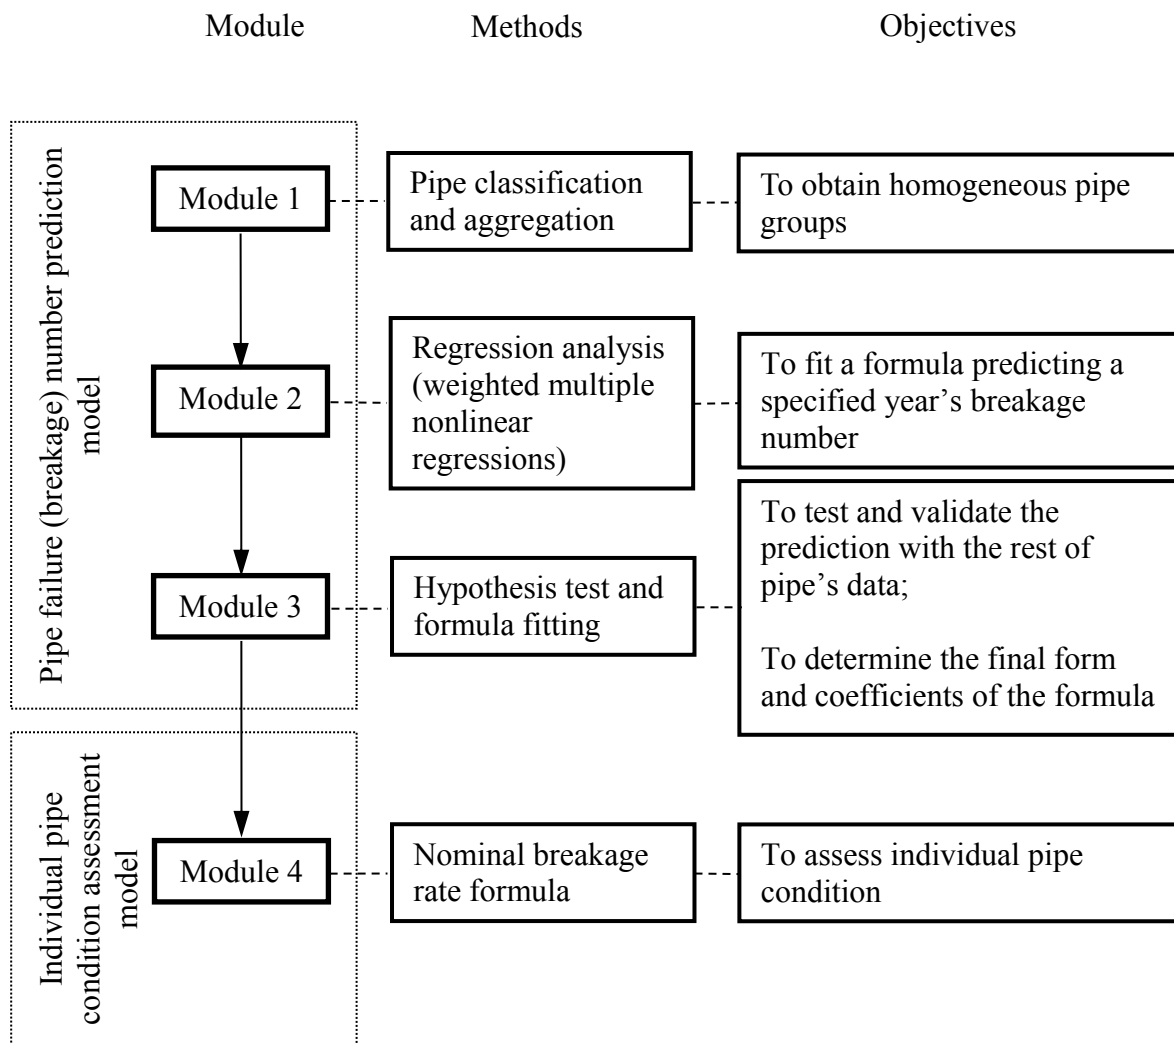 Module
Methods
Objectives
Pipe failure (breakage) number prediction
model
Module 1
Pipe classification
and aggregation
To obtain homogeneous pipe
groups
Module 2
Regression analysis
(weighted multiple
nonlinear
regressions)
To fit a formula predicting a
specified year’s breakage
number
Module 3
Hypothesis test and
formula fitting
To test and validate the
prediction with the rest of
pipe’s data;
To determine the final form
and coefficients of the formula
Individual pipe
condition assessment
model
Module 4
Nominal breakage
rate formula
To assess individual pipe
condition